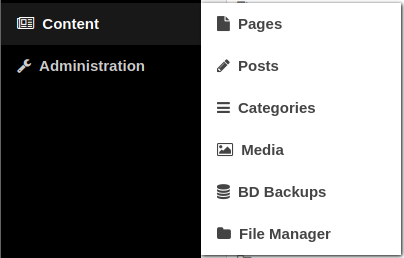 Content
Administration
Pages
Posts
Categories
Media
BD Backups
File Manager